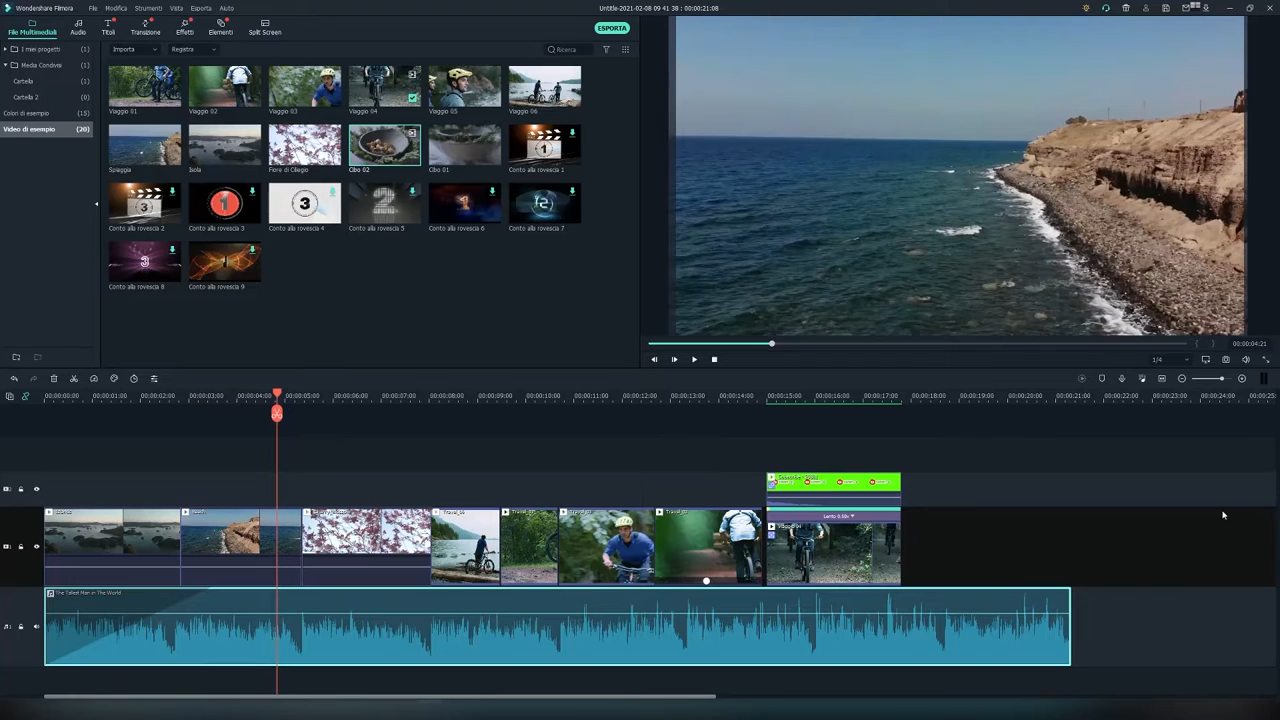 Wondershare Filmora File Modifica Strumenti Vista Esporta Aiuto
Untitle-2021-02-08 09 41 38 : 00:00:21:08
File Multimediali Audio Titoli Transizione Effetti Elementi Split Screen
ESPORTA
I miei progetti (1)
Media Condivisi (1)
Cartella (1)
Cartella 2 (0)
Colori di esempio (15)
Video di esempio (20)
Importa Registra Ricerca
Viaggio 01 Viaggio 02 Viaggio 03 Viaggio 04 Viaggio 05 Viaggio 06
Spiaggia Isola Fiore di Ciliegio Cibo 02 Cibo 01 Conto alla rovescia 1
Conto alla rovescia 2 Conto alla rovescia 3 Conto alla rovescia 4 Conto alla rovescia 5 Conto alla rovescia 6 Conto alla rovescia 7
Conto alla rovescia 8 Conto alla rovescia 9
00:00:04:21
1/4
00:00:00:00 00:00:01:00 00:00:02:00 00:00:03:00 00:00:04:00 00:00:05:00 00:00:06:00 00:00:07:00 00:00:08:00 00:00:09:00 00:00:10:00 00:00:11:00 00:00:12:00 00:00:13:00 00:00:14:00 00:00:15:00 00:00:16:00 00:00:17:00 00:00:18:00 00:00:19:00 00:00:20:00 00:00:21:00 00:00:22:00 00:00:23:00 00:00:24:00 00:00:25:
Lento 0.50x
Viaggio 04
The Tallest Man in The World